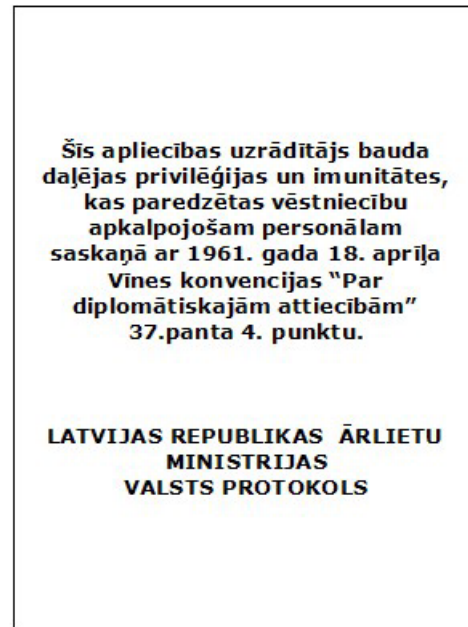 Šīs apliecības uzrādītājs bauda
daļējas privilēģijas un imunitātes,
kas paredzētas vēstniecību
apkalpojošam personālam
saskaņā ar 1961. gada 18. aprīļa
Vīnes konvencijas “Par
diplomātiskajām attiecībām”
37.panta 4. punktu.
LATVIJAS REPUBLIKAS ĀRLIETU
MINISTRIJAS
VALSTS PROTOKOLS